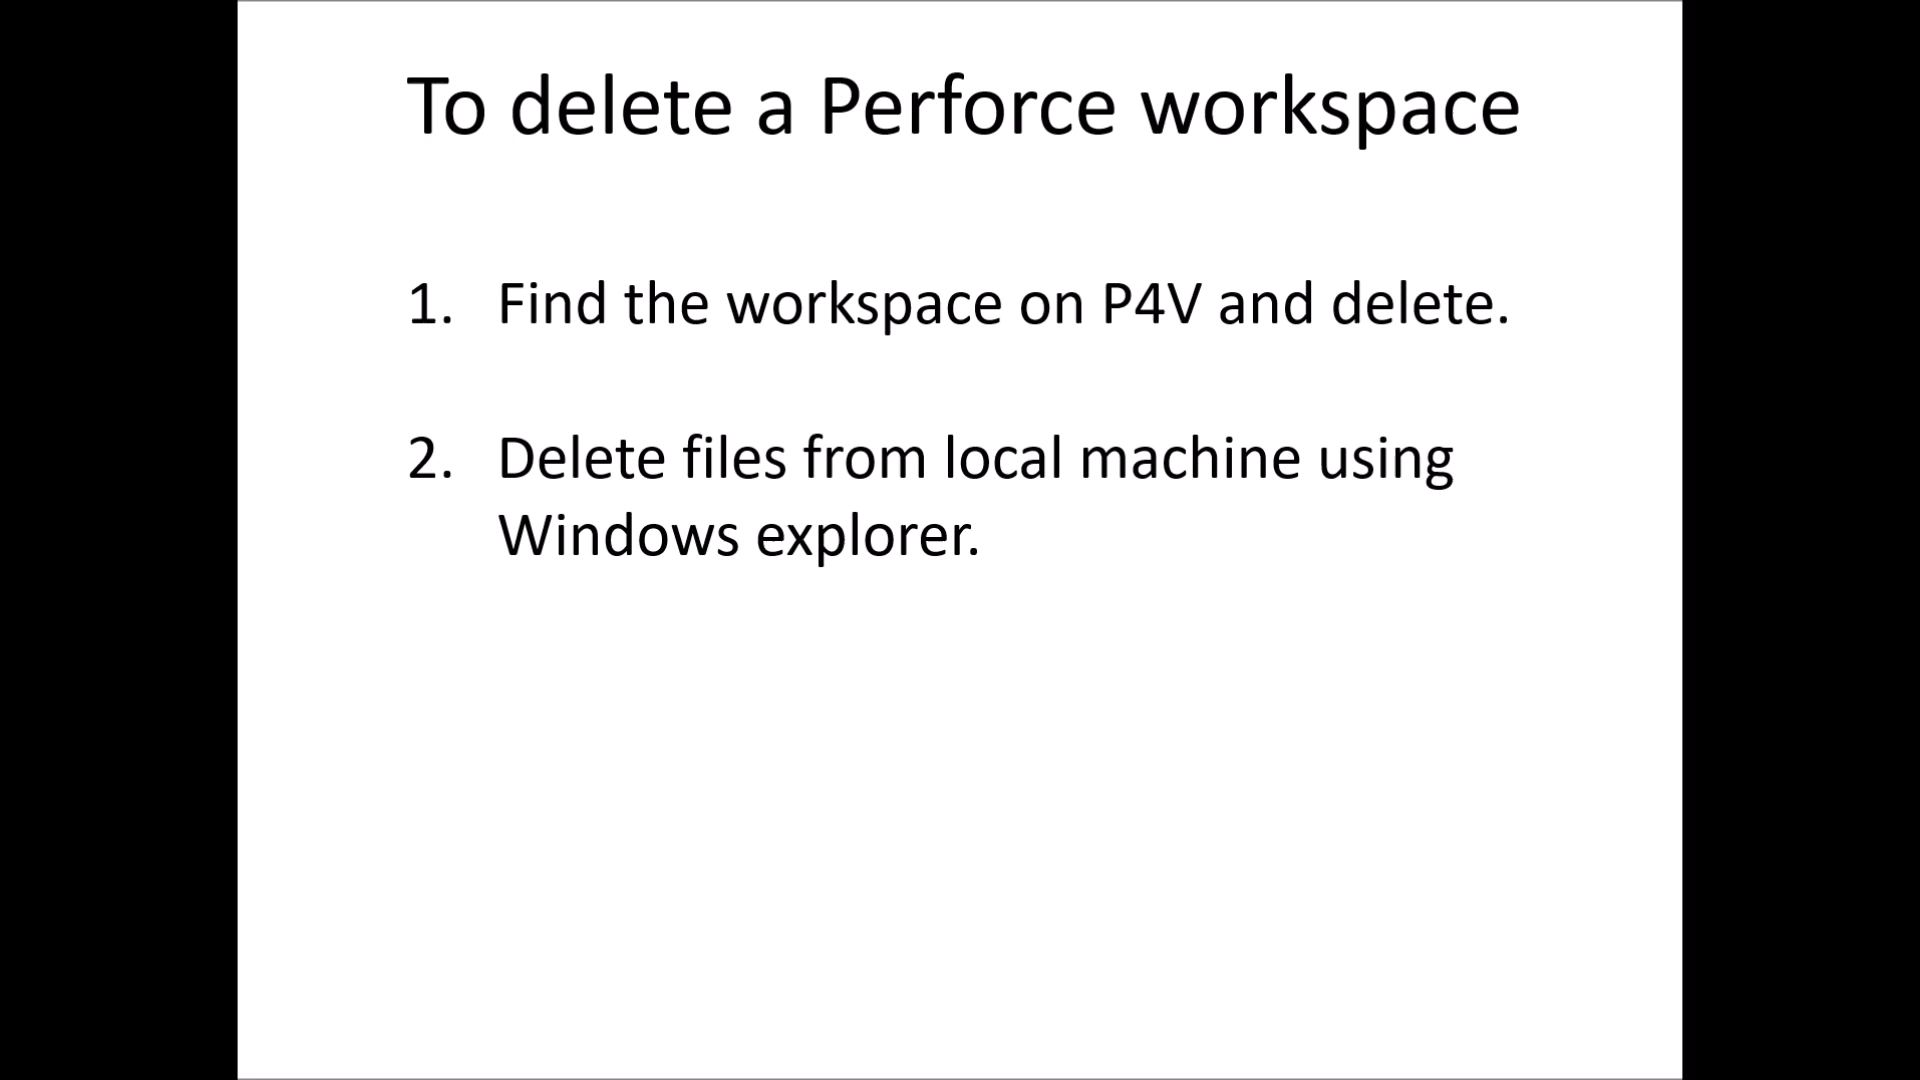 To delete a Perforce workspace
1. Find the workspace on P4V and delete.
2. Delete files from local machine using
Windows explorer.